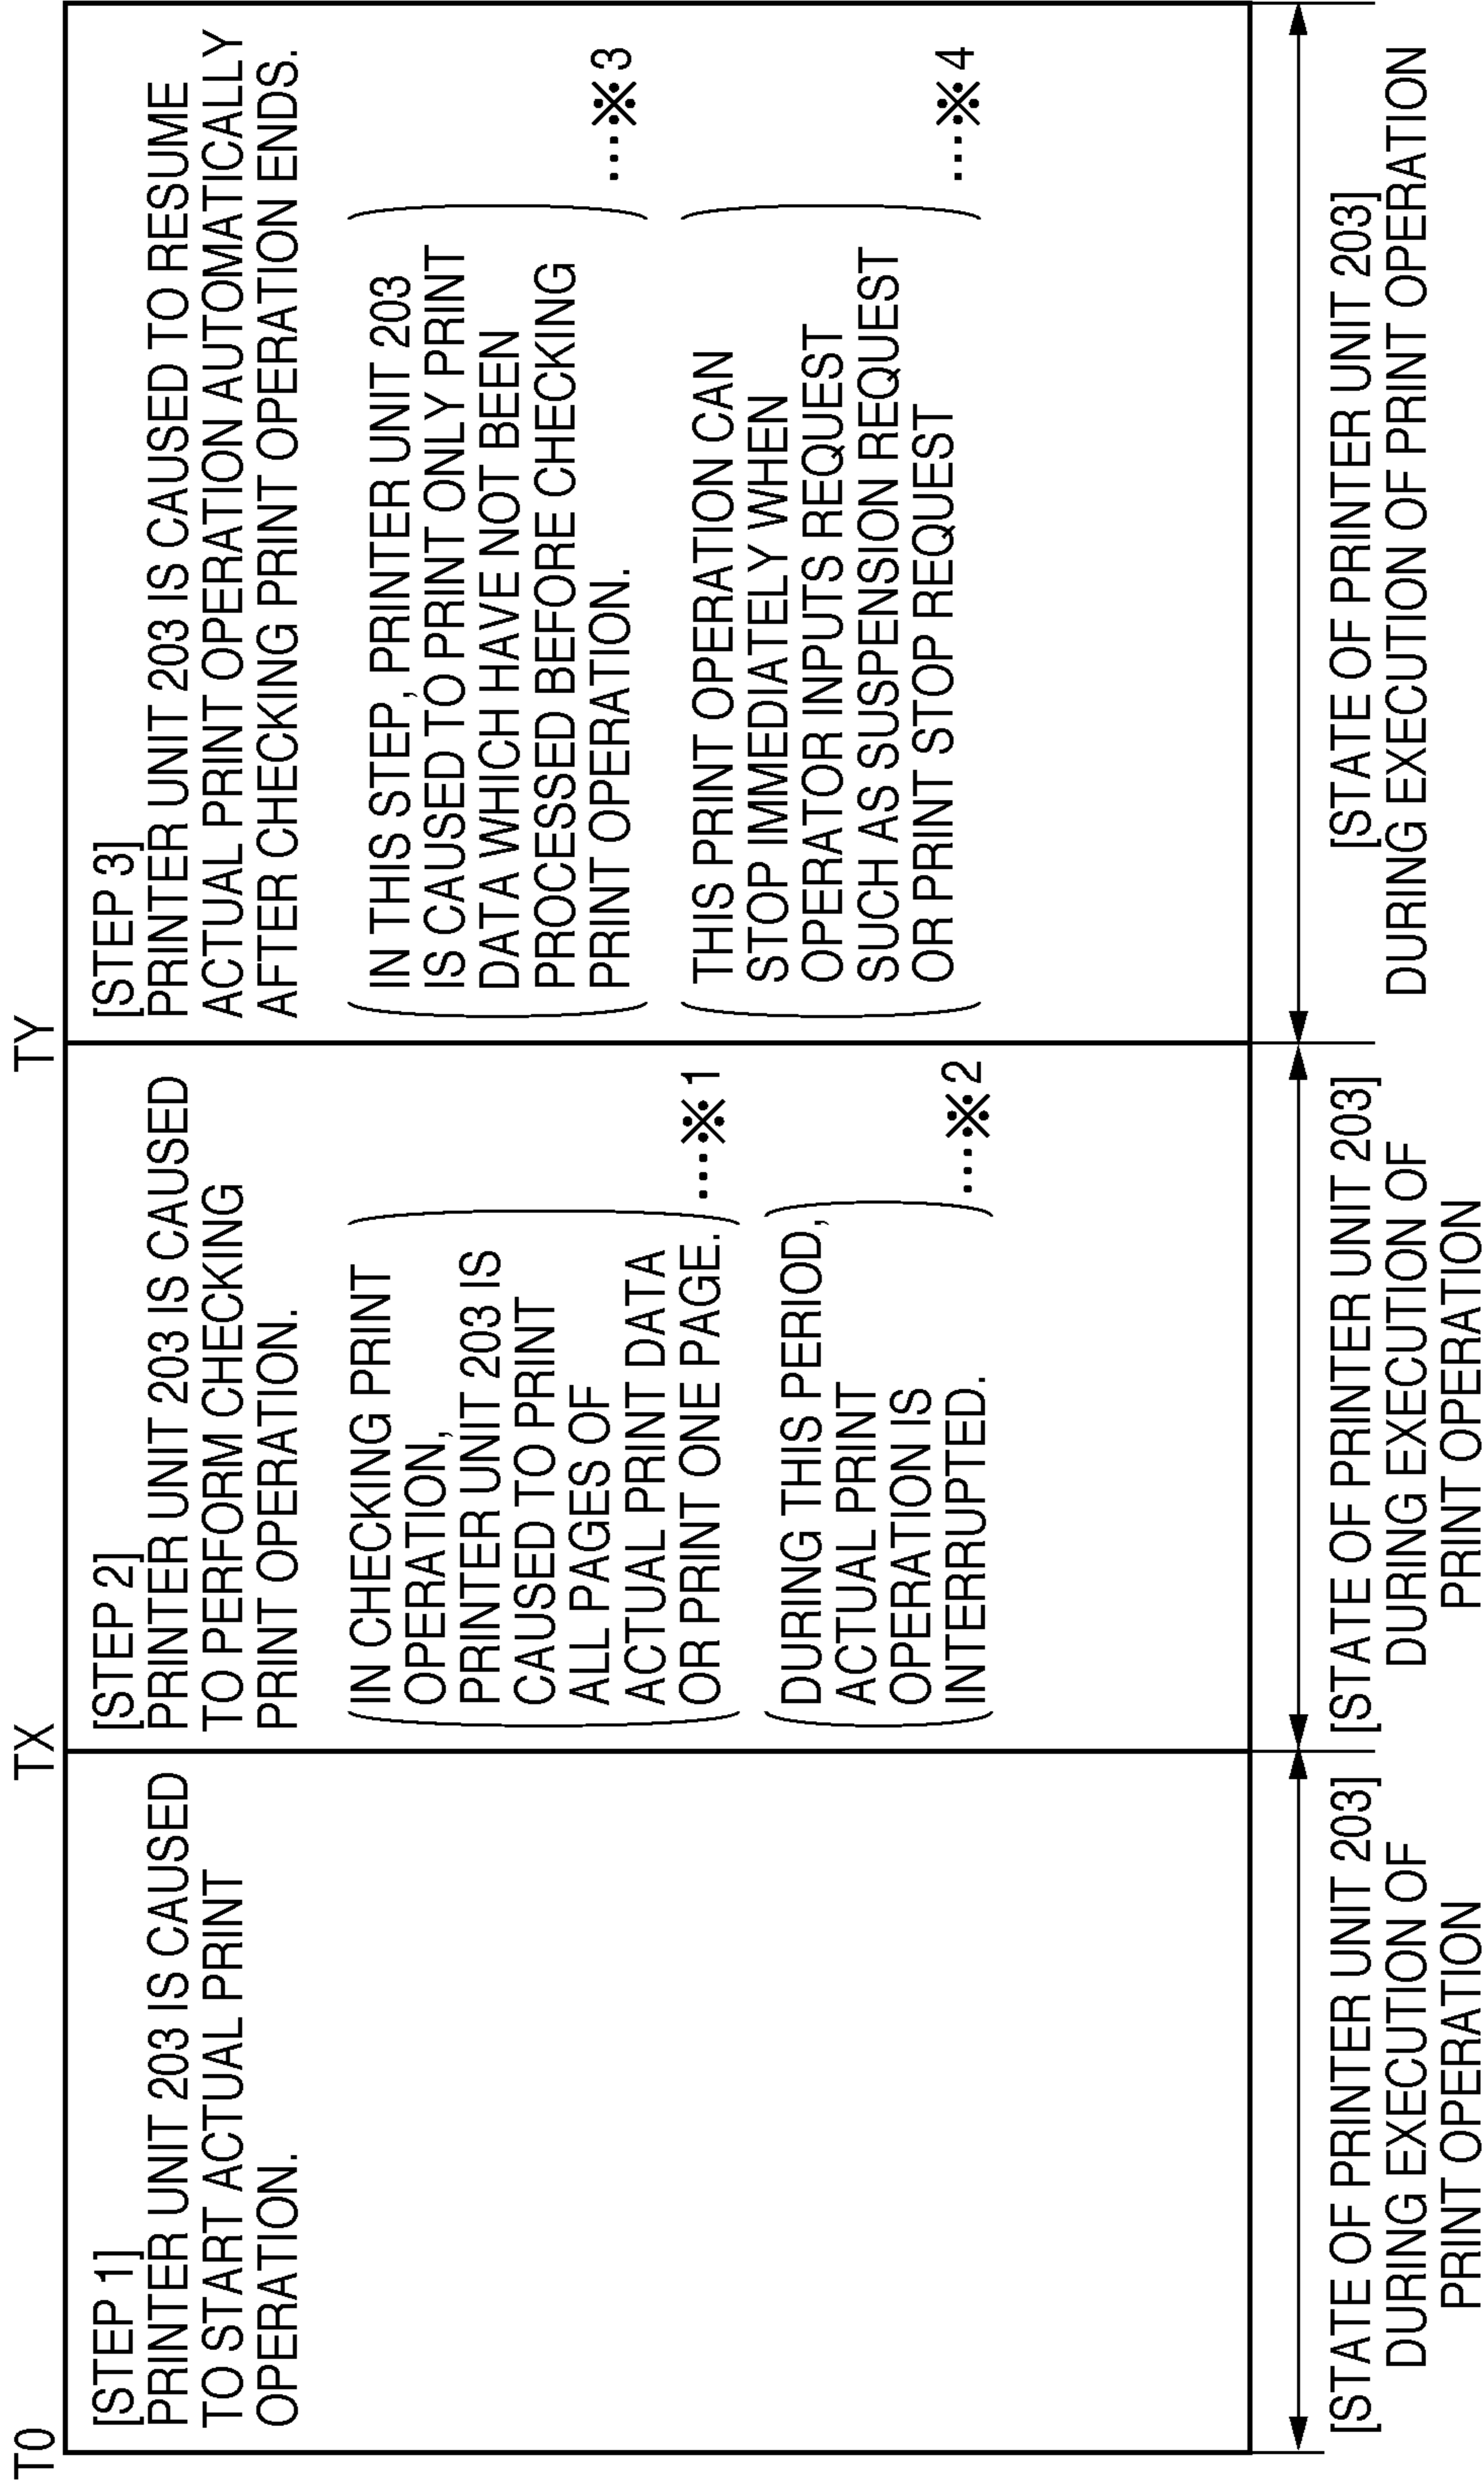 T0
TX
TY
[STEP 1]
PRINTER UNIT 203 IS CAUSED
TO START ACTUAL PRINT
OPERATION.
[STEP 2]
PRINTER UNIT 203 IS CAUSED
TO PERFORM CHECKING
PRINT OPERATION.
IN CHECKING PRINT
OPERATION,
PRINTER UNIT 203 IS
CAUSED TO PRINT
ALL PAGES OF
ACTUAL PRINT DATA
OR PRINT ONE PAGE.
...※1
DURING THIS PERIOD,
ACTUAL PRINT
OPERATION IS
INTERRUPTED.
...※2
[STEP 3]
PRINTER UNIT 203 IS CAUSED TO RESUME
ACTUAL PRINT OPERATION AUTOMATICALLY
AFTER CHECKING PRINT OPERATION ENDS.
IN THIS STEP, PRINTER UNIT 203
IS CAUSED TO PRINT ONLY PRINT
DATA WHICH HAVE NOT BEEN
PROCESSED BEFORE CHECKING
PRINT OPERATION.
...※3
THIS PRINT OPERATION CAN
STOP IMMEDIATELY WHEN
OPERATOR INPUTS REQUEST
SUCH AS SUSPENSION REQUEST
OR PRINT STOP REQUEST
...※4
[STATE OF PRINTER UNIT 203]
DURING EXECUTION OF
PRINT OPERATION
[STATE OF PRINTER UNIT 203]
DURING EXECUTION OF
PRINT OPERATION
[STATE OF PRINTER UNIT 203]
DURING EXECUTION OF PRINT OPERATION